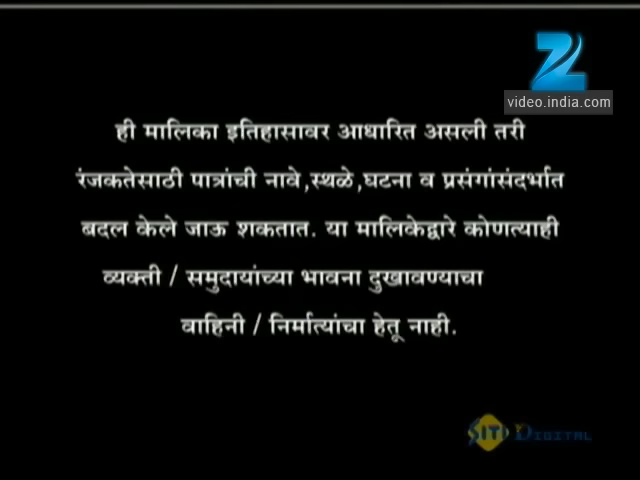 Z
video.india.com
ही मालिका इतिहासावर आधारित असली तरी
रंजकतेसाठी पात्रांची नावे,स्थळे,घटना व प्रसंगांसंदर्भात
बदल केले जाऊ शकतात. या मालिकेद्वारे कोणत्याही
व्यक्ती / समुदायांच्या भावना दुखावण्याचा
वाहिनी / निर्मात्यांचा हेतू नाही.
SITI DIGITAL